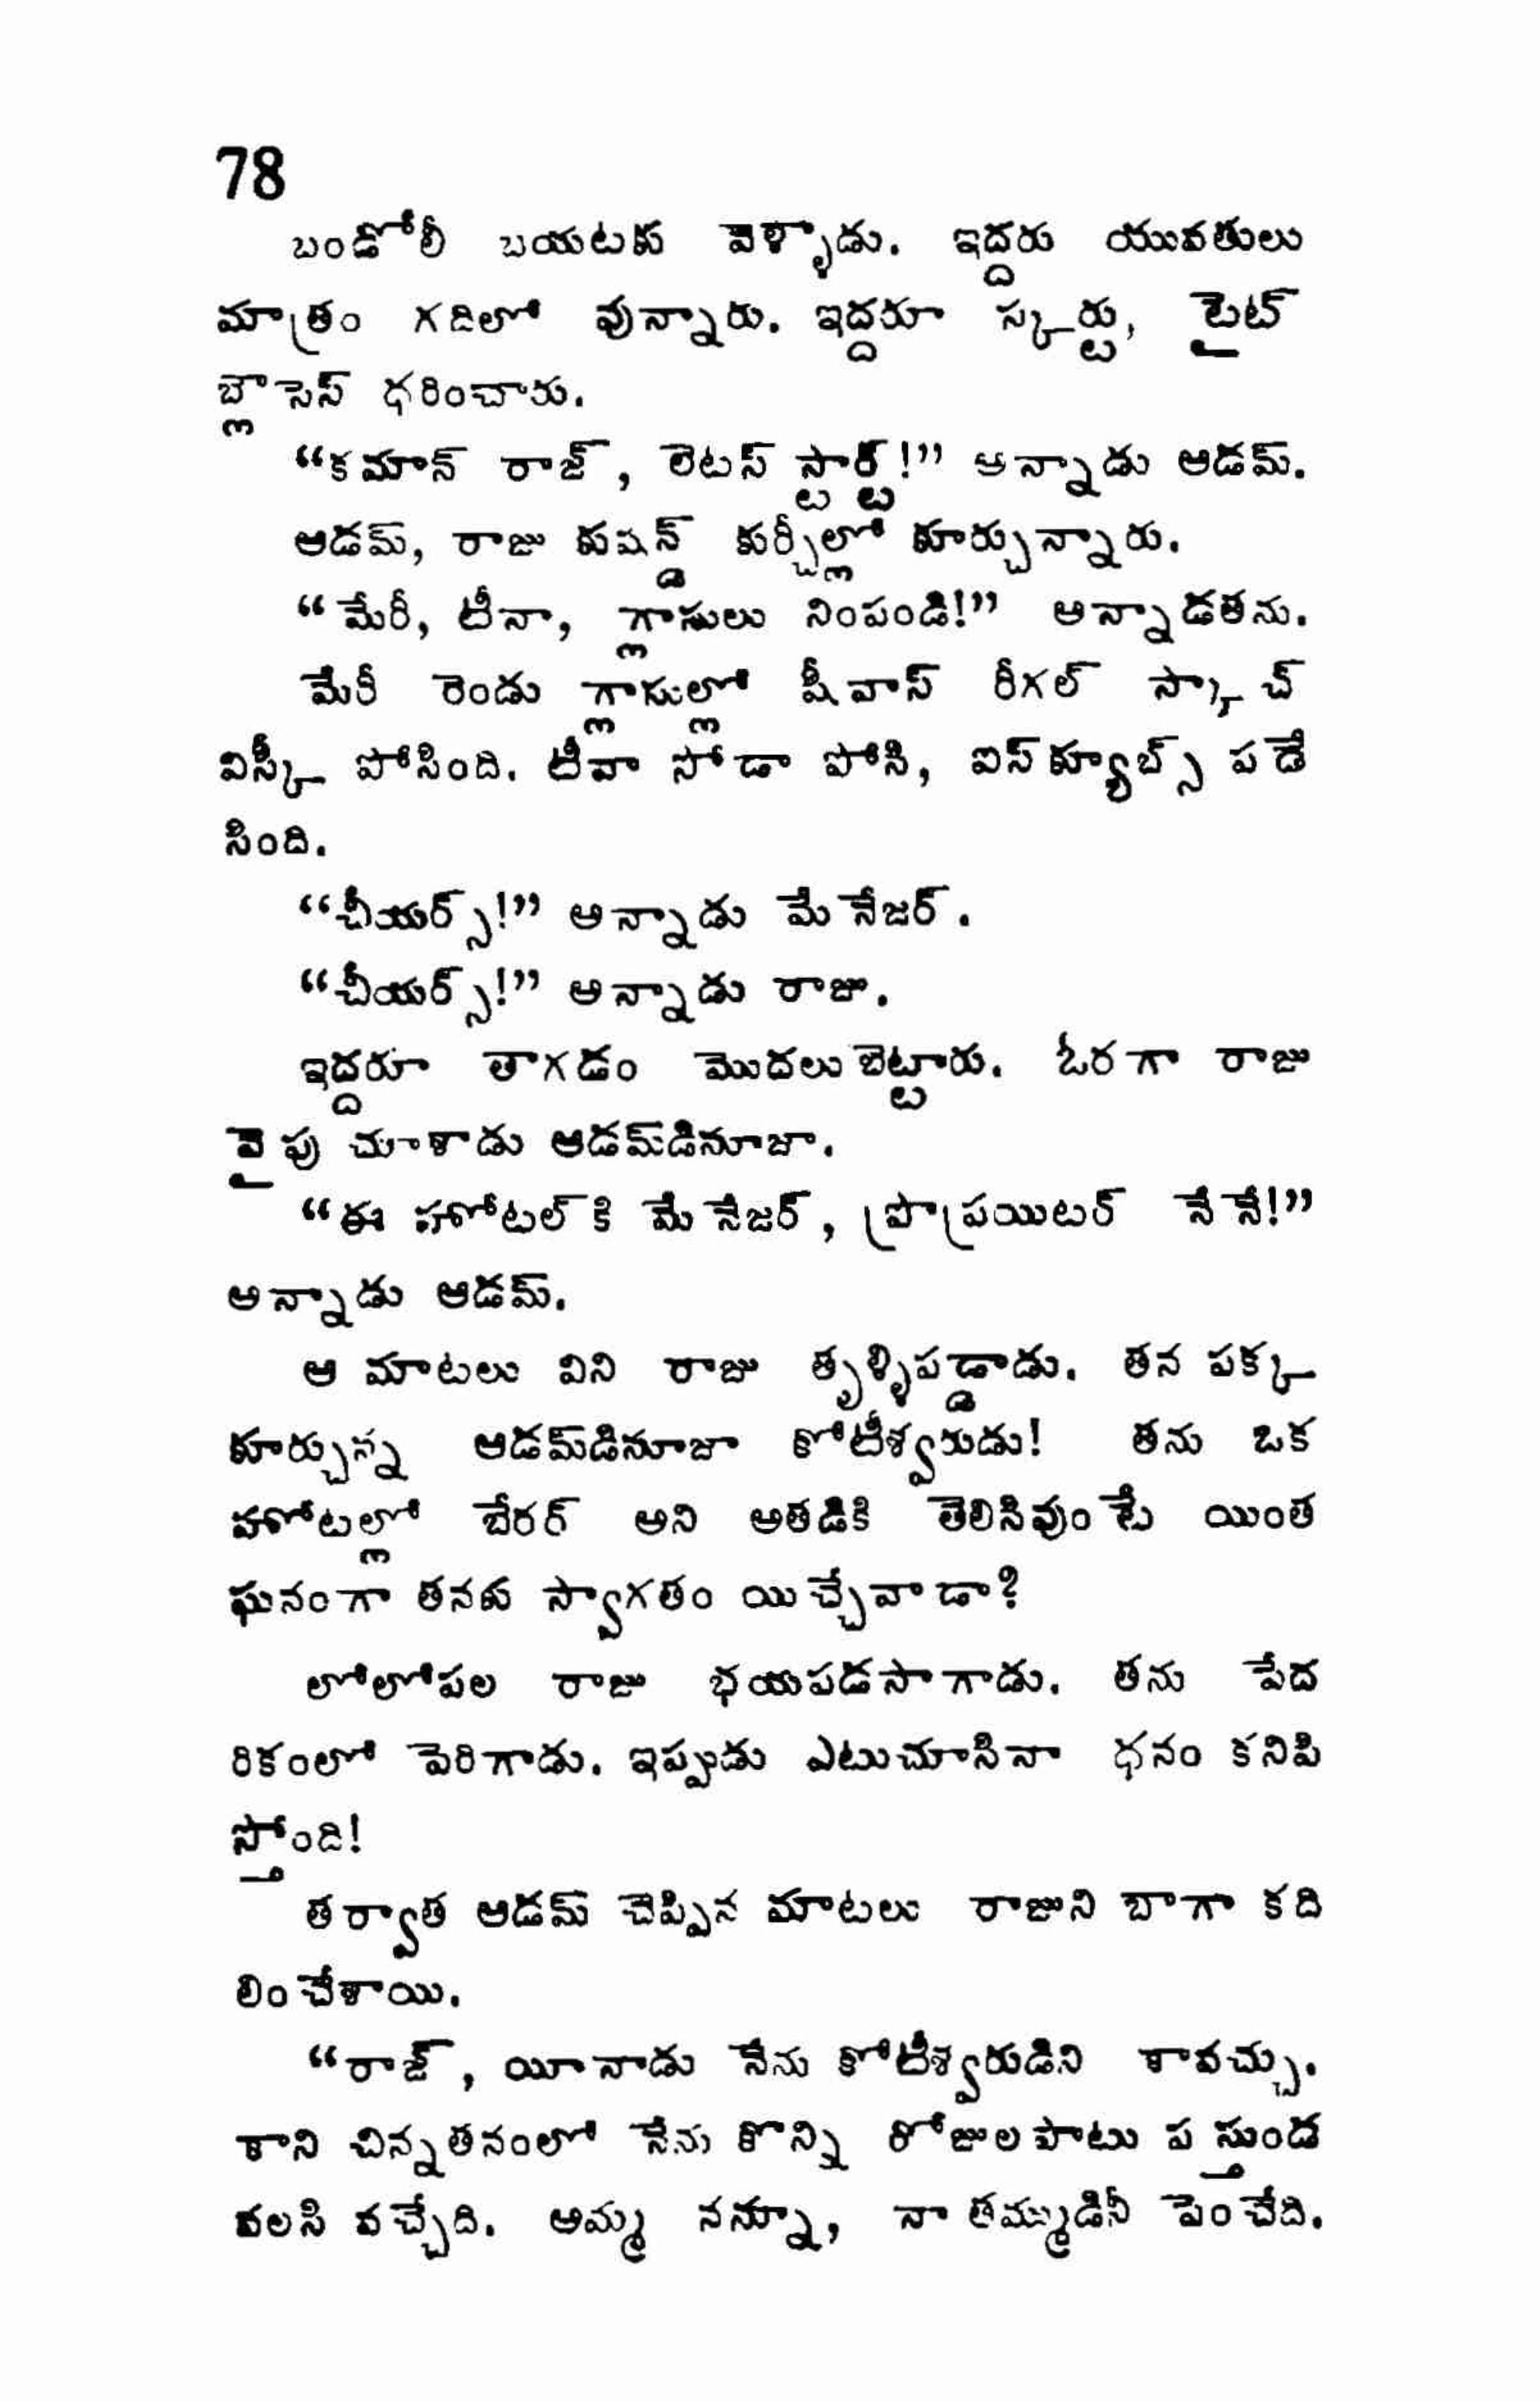 78
బండోలీ బయటకు వెళ్ళాడు. ఇద్దరు యువతులు
మాత్రం గదిలో వున్నారు. ఇద్దరూ స్కర్టు, టైట్
బ్లౌసెస్ ధరించారు.
“కమాన్ రాజ్, లెటస్ స్టార్ట్!” అన్నాడు ఆడమ్.
ఆడమ్, రాజు కుషన్డ్ కుర్చీల్లో కూర్చున్నారు.
“మేరీ, టీనా, గ్లాసులు నింపండి!” అన్నాడతను.
మేరీ రెండు గ్లాసుల్లో షీవాస్ రీగల్ స్కాచ్
విస్కీ పోసింది. టీవా సోడా పోసి, ఐస్‌క్యూబ్స్ పడే
సింది.
“చీయర్స్!” అన్నాడు మేనేజర్.
“చీయర్స్!” అన్నాడు రాజు.
ఇద్దరూ తాగడం మొదలుబెట్టారు. ఓరగా రాజు
వైపు చూశాడు ఆడమ్‌డినూజా.
“ఈ హోటల్‌కి మేనేజర్, ప్రొప్రయిటర్ నేనే!”
అన్నాడు ఆడమ్.
ఆ మాటలు విని రాజు తృళ్ళిపడ్డాడు. తన పక్క
కూర్చున్న ఆడమ్‌డినూజా కోటీశ్వరుడు! తను ఒక
హోటల్లో బేరర్ అని అతడికి తెలిసివుంటే యింత
ఘనంగా తనకు స్వాగతం యిచ్చేవాడా?
లోలోపల రాజు భయపడసాగాడు. తను పేద
రికంలో పెరిగాడు. ఇప్పుడు ఎటుచూసినా ధనం కనిపి
స్తోంది!
తర్వాత ఆడమ్ చెప్పిన మాటలు రాజుని బాగా కది
లించేశాయి.
“రాజ్, యీనాడు నేను కోటీశ్వరుడిని కావచ్చు.
కాని చిన్నతనంలో నేను కొన్ని రోజులపాటు పస్తుండ
వలసి వచ్చేది. అమ్మ నన్నూ, నా తమ్ముడినీ పెంచేది.